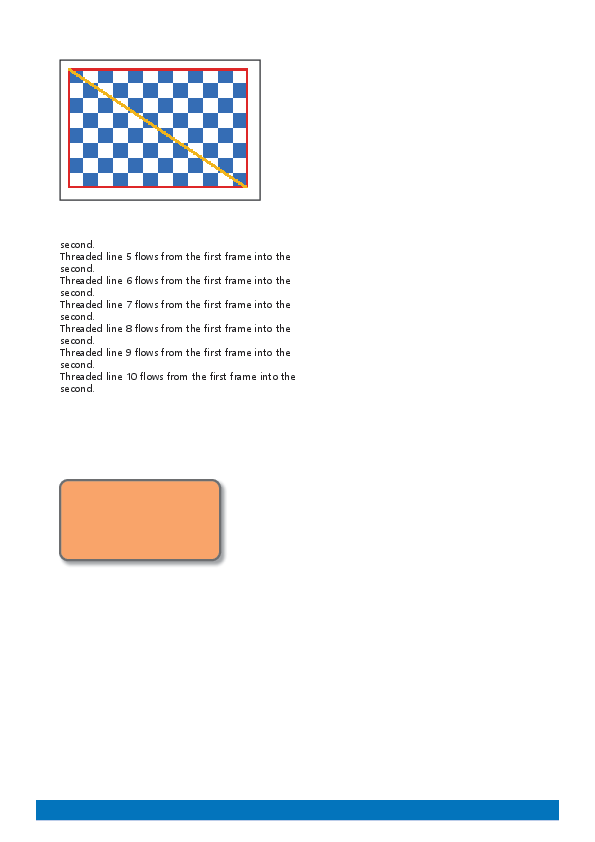 second.
Threaded line 5 flows from the first frame into the
second.
Threaded line 6 flows from the first frame into the
second.
Threaded line 7 flows from the first frame into the
second.
Threaded line 8 flows from the first frame into the
second.
Threaded line 9 flows from the first frame into the
second.
Threaded line 10 flows from the first frame into the
second.